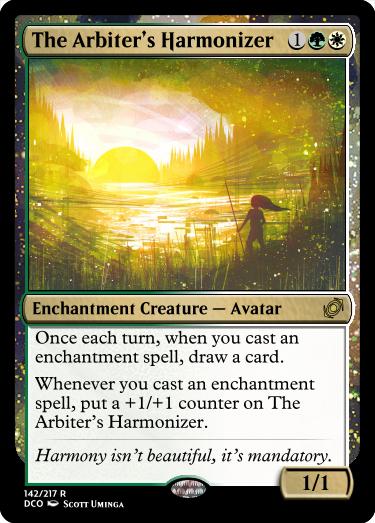 The Arbiter's Harmonizer 1
Enchantment Creature — Avatar
Once each turn, when you cast an
enchantment spell, draw a card.
Whenever you cast an enchantment
spell, put a +1/+1 counter on The
Arbiter's Harmonizer.
Harmony isn't beautiful, it's mandatory.
1/1
142/217 R
DCO Scott Uminga